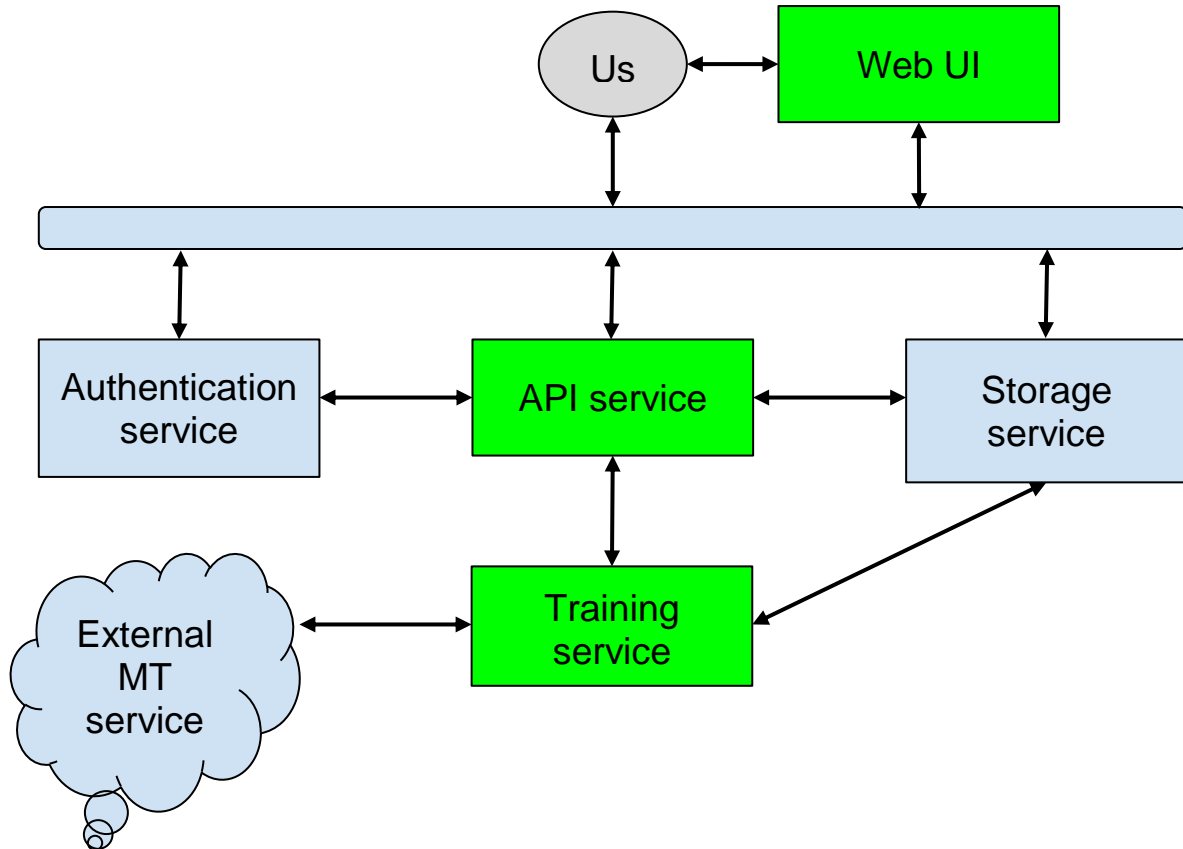 Us
Web UI
Authentication
service
API service
Storage
service
Training
service
External
MT
service